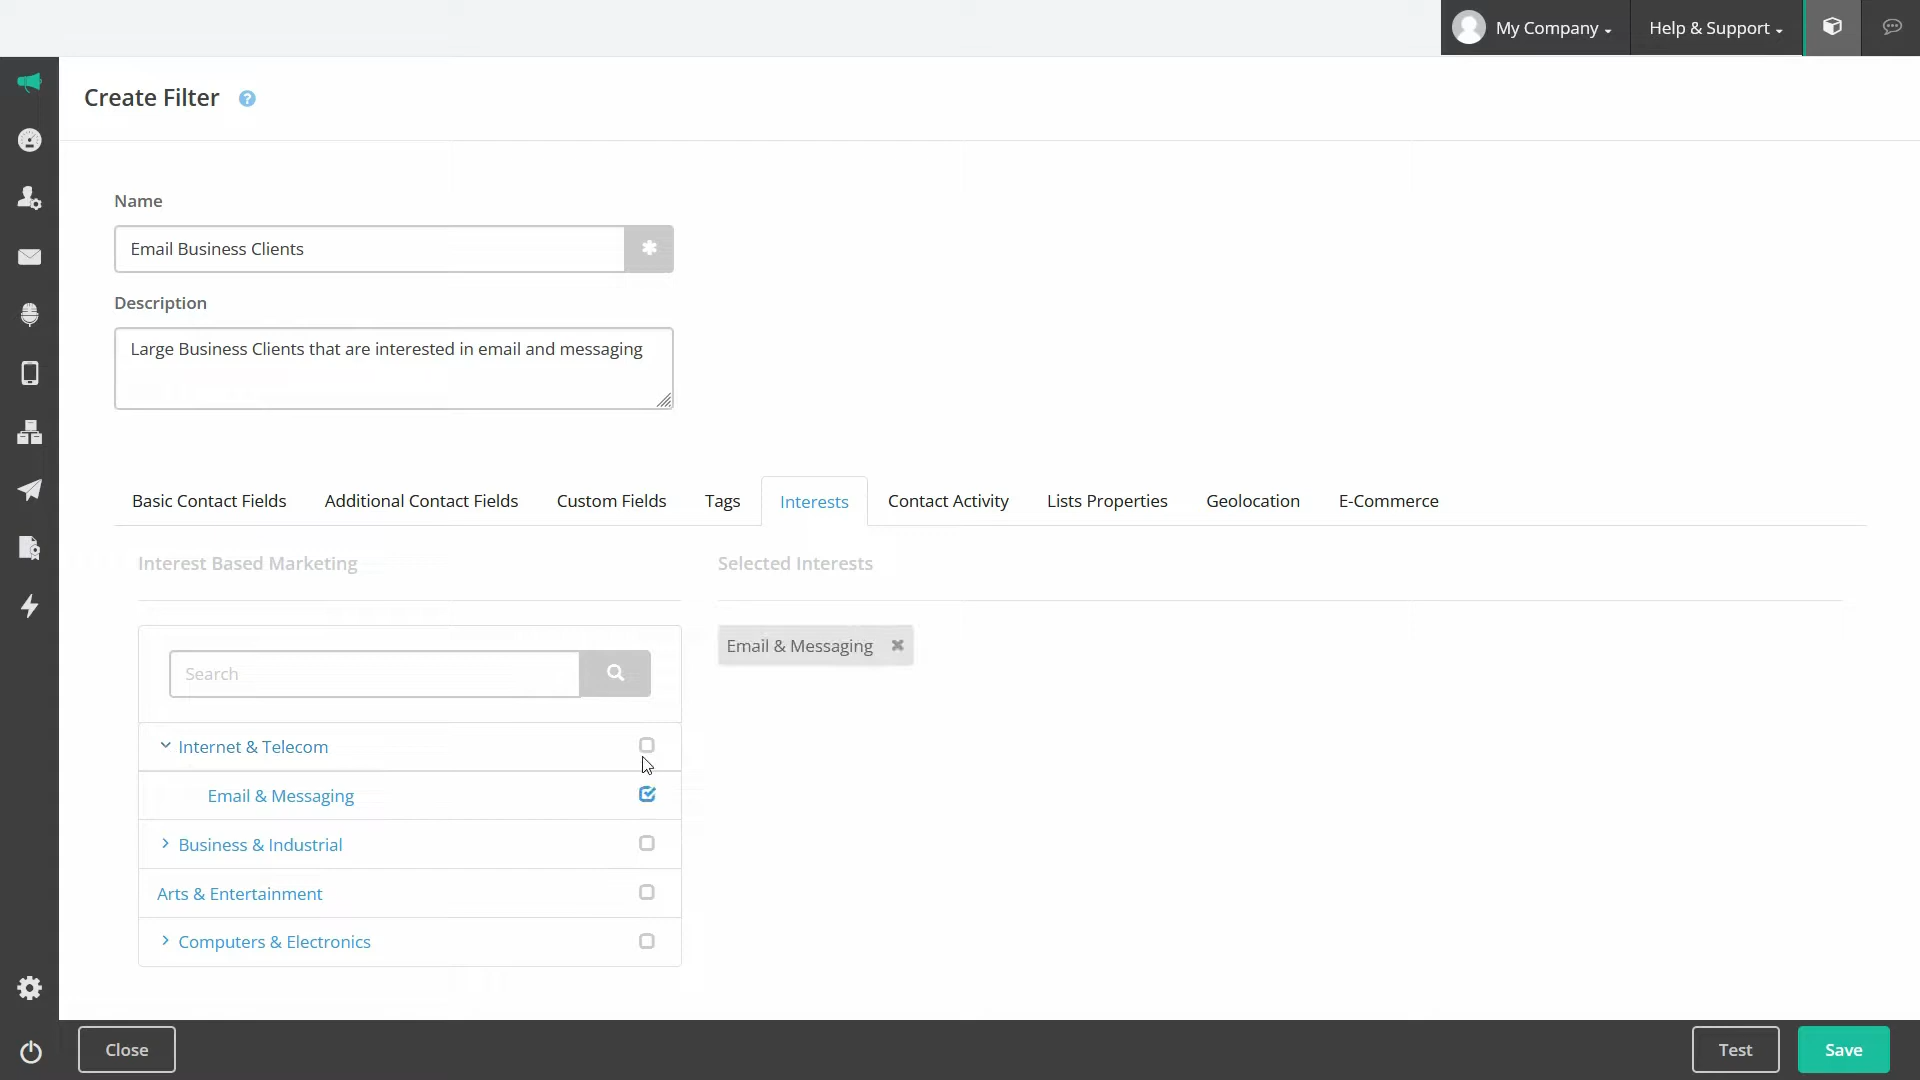 My Company
Help & Support
Create Filter
Name
Email Business Clients
Description
Large Business Clients that are interested in email and messaging
Basic Contact Fields
Additional Contact Fields
Custom Fields
Tags
Interests
Contact Activity
Lists Properties
Geolocation
E-Commerce
Interest Based Marketing
Selected Interests
Search
Email & Messaging
Internet & Telecom
Email & Messaging
Business & Industrial
Arts & Entertainment
Computers & Electronics
Close
Test
Save